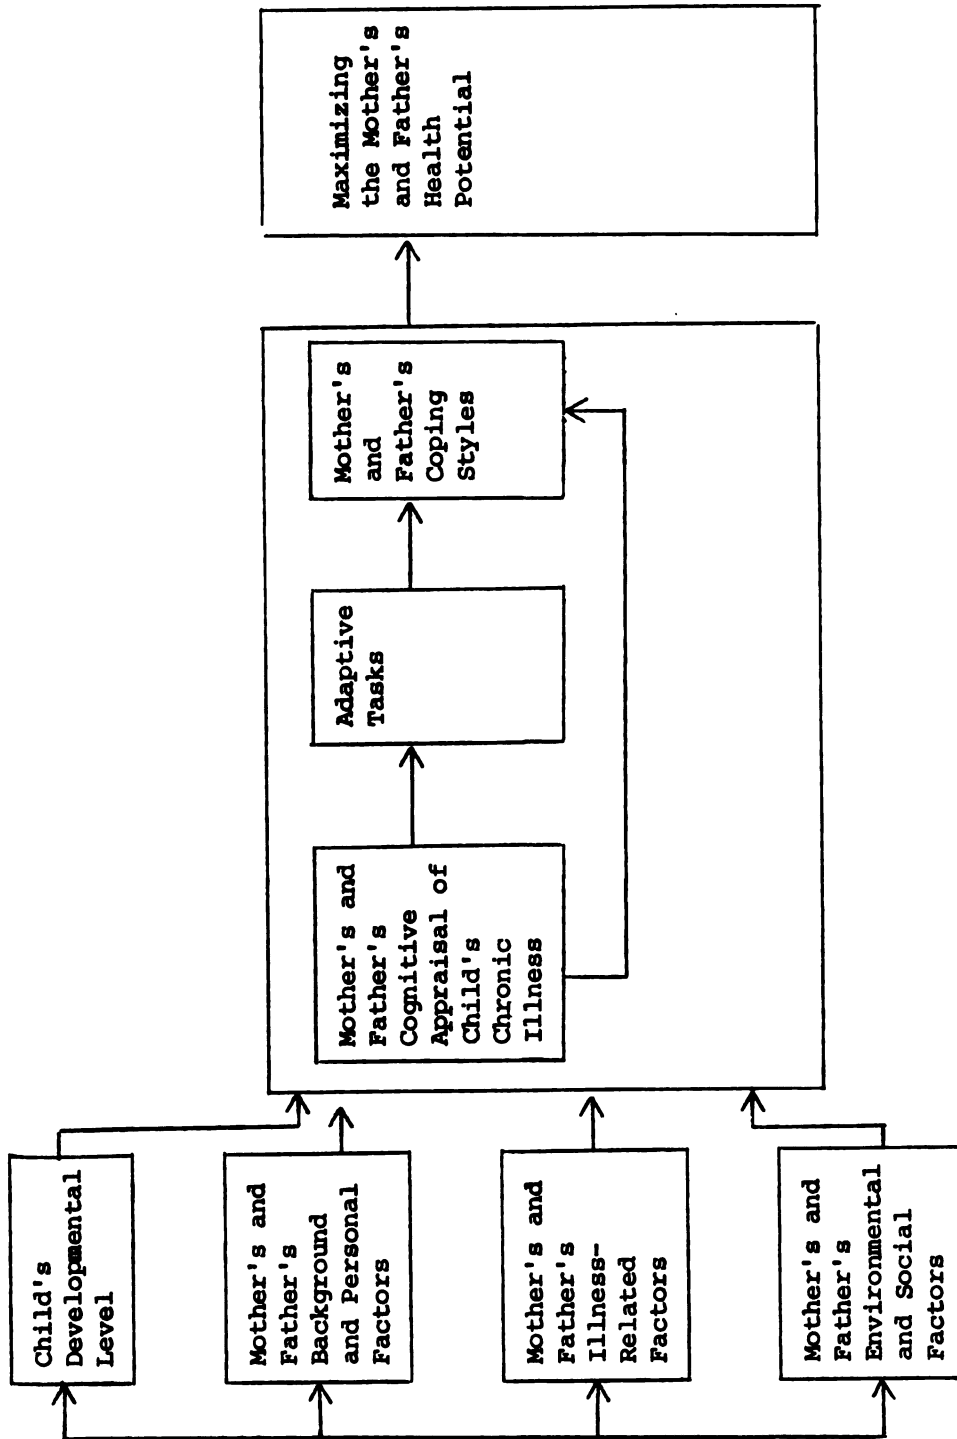 Child's
Developmental
Level
Mother's and
Father's
Background
and Personal
Factors
Mother's and
Father's
Illness-
Related
Factors
Mother's and
Father's
Environmental
and Social
Factors
Mother's and
Father's
Cognitive
Appraisal of
Child's
Chronic
Illness
Adaptive
Tasks
Mother's
and
Father's
Coping
Styles
Maximizing
the Mother's
and Father's
Health
Potential